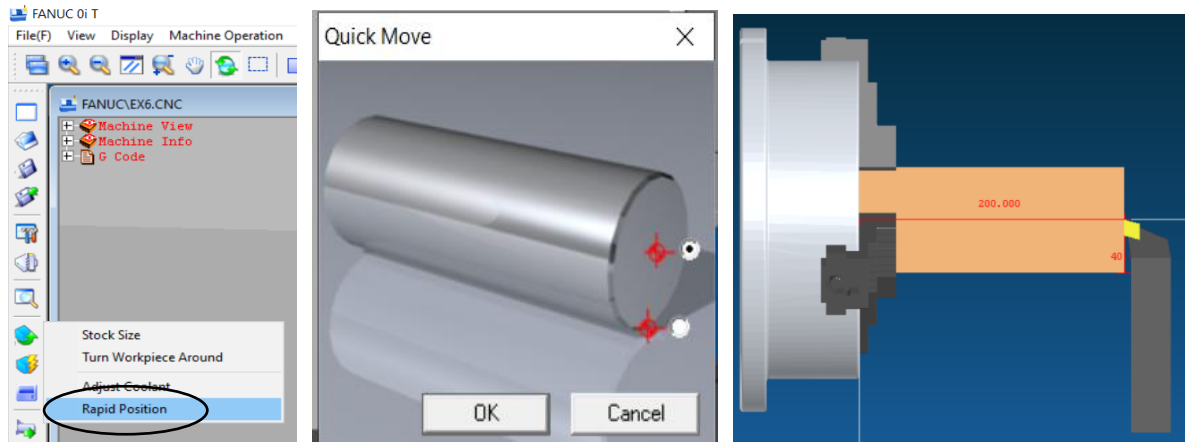 FANUC 0i T
File(F) View Display Machine Operation
FANUC\EX6.CNC
Machine View
Machine Info
G Code
Stock Size
Turn Workpiece Around
Adjust Coolant
Rapid Position
Quick Move
OK Cancel
200.000
40